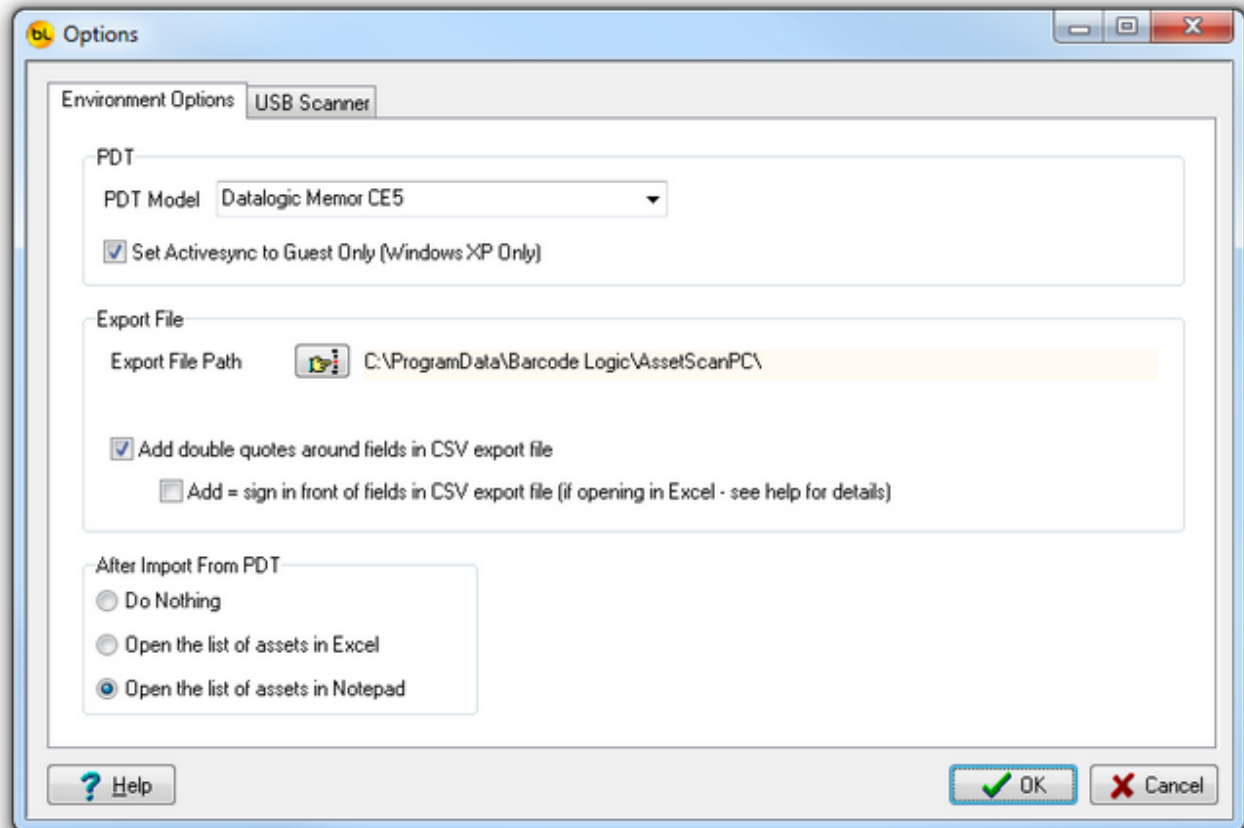 bL Options
Environment Options USB Scanner
PDT
PDT Model Datalogic Memor CE5
Set Activesync to Guest Only (Windows XP Only)
Export File
Export File Path C:\ProgramData\Barcode Logic\AssetScanPC\
Add double quotes around fields in CSV export file
Add = sign in front of fields in CSV export file (if opening in Excel - see help for details)
After Import From PDT
Do Nothing
Open the list of assets in Excel
Open the list of assets in Notepad
? Help OK Cancel